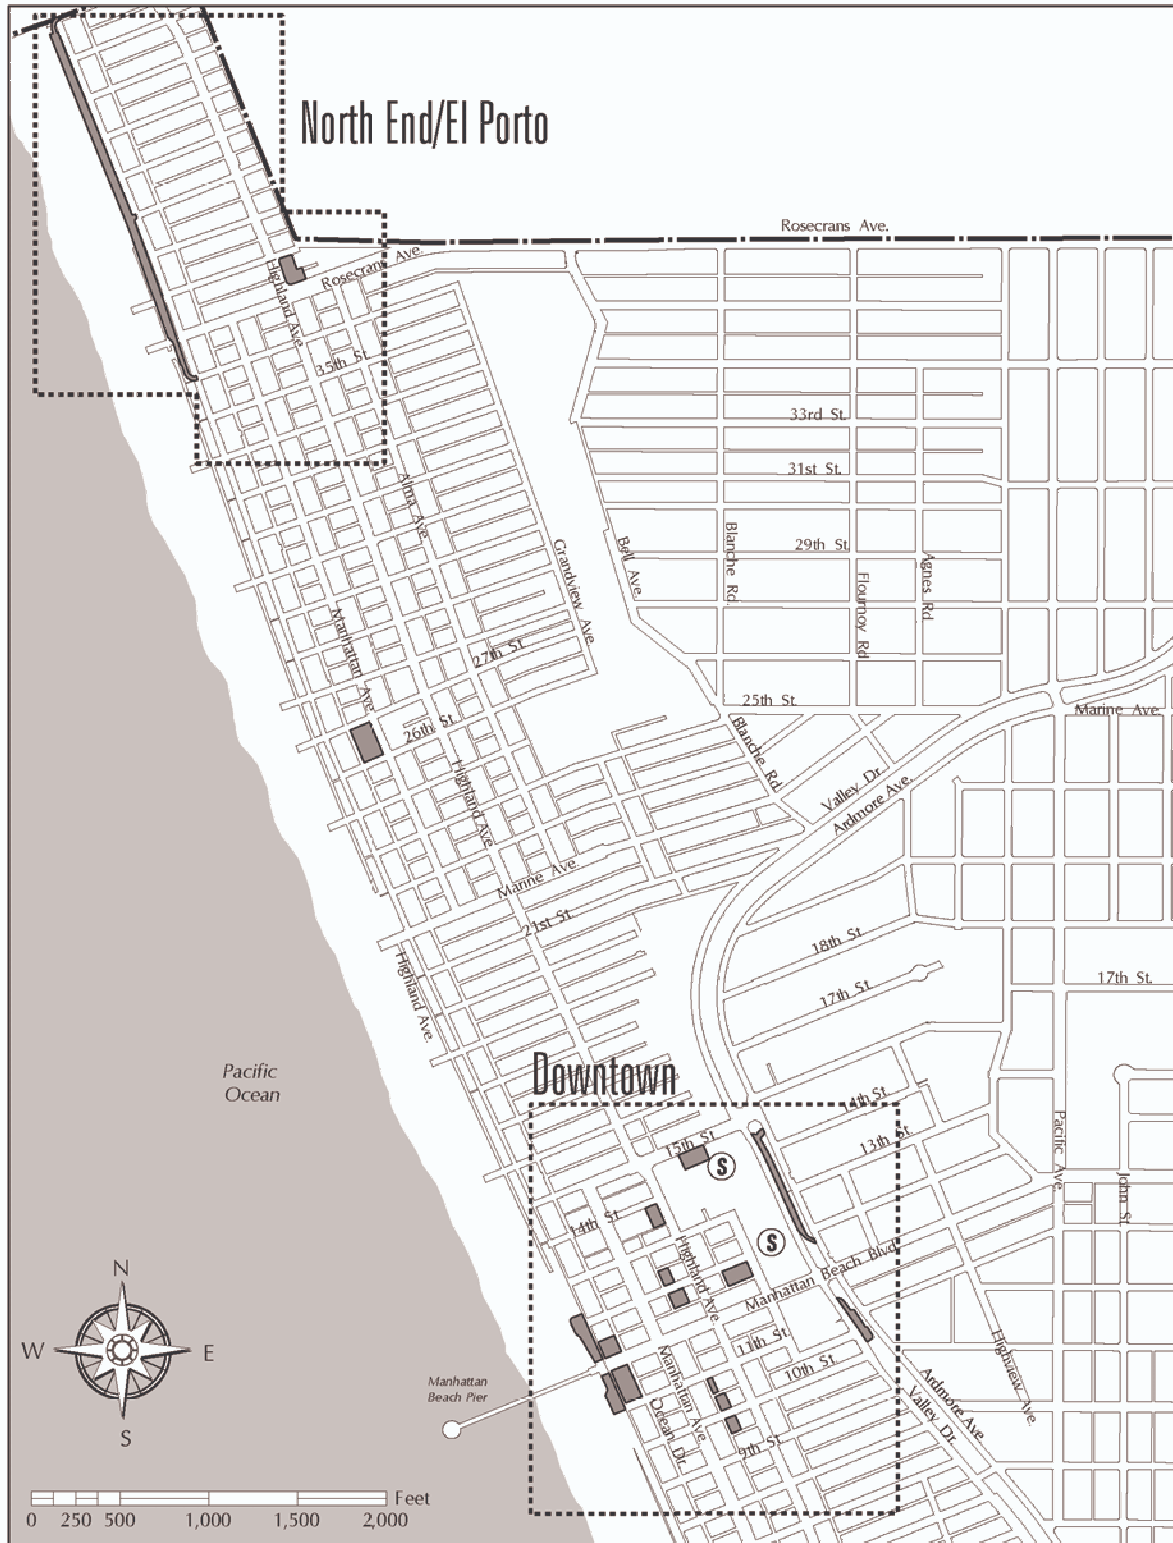 North End/El Porto
Rosecrans Ave.
Rosecrans Ave.
Highland Ave.
35th St.
33rd St.
31st St.
Alma Ave.
Blanche Rd.
29th St.
Bell Ave.
Grandview Ave.
Agnes Rd.
Flournoy Rd
Manhattan Ave.
27th St.
25th St.
Marine Ave.
26th St.
Blanche Rd.
Highland Ave.
Valley Dr.
Ardmore Ave.
Marine Ave.
21st St.
18th St.
Highland Ave.
17th St.
17th St.
Pacific
Ocean
Downtown
14th St.
Pacific Ave.
15th St.
13th St.
S
John St.
14th St.
S
Highland Ave.
Manhattan Beach Blvd.
N
W
E
S
11th St.
Highview Ave.
10th St.
Manhattan
Beach Pier
Manhattan Ave.
Ocean Dr.
Ardmore Ave.
Valley Dr.
9th St.
Feet
0 250 500 1,000 1,500 2,000